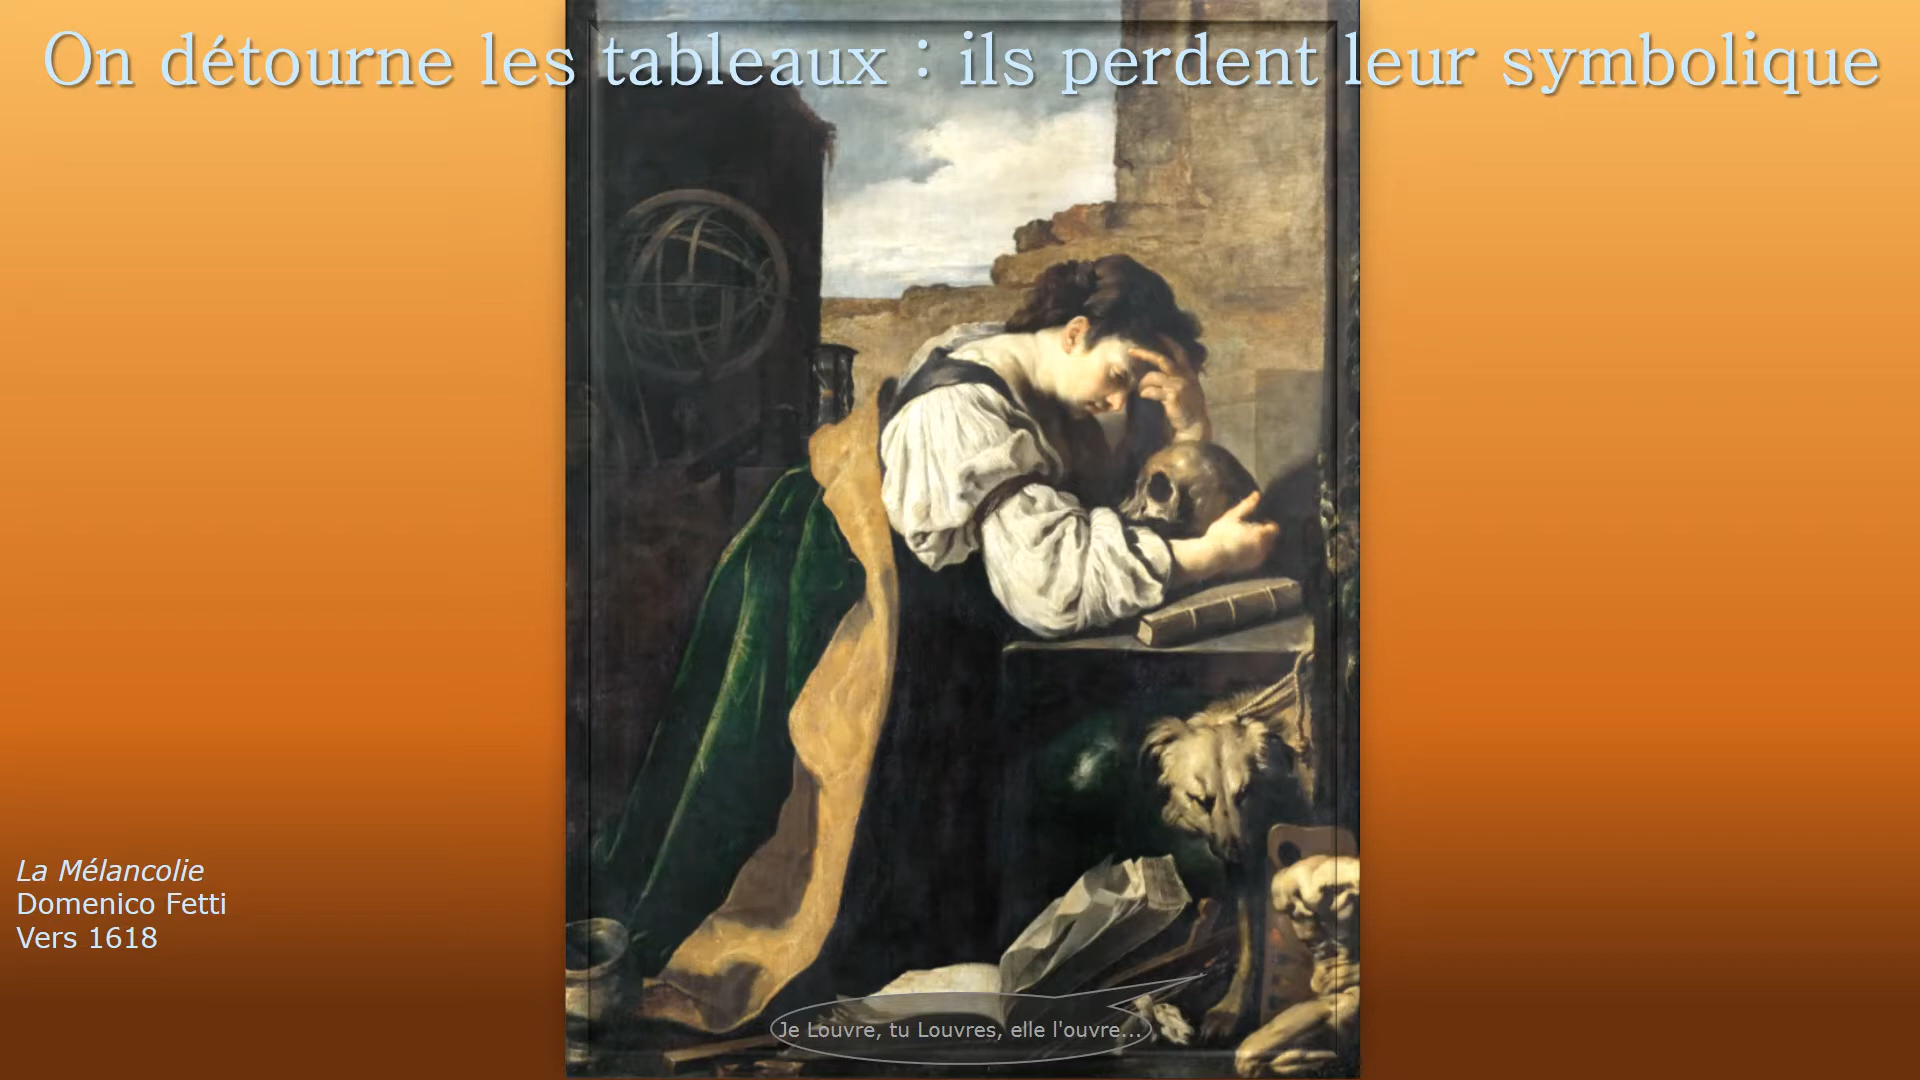 On détourne les tableaux : ils perdent leur symbolique
La Mélancolie
Domenico Fetti
Vers 1618
Je Louvre, tu Louvres, elle l'ouvre...